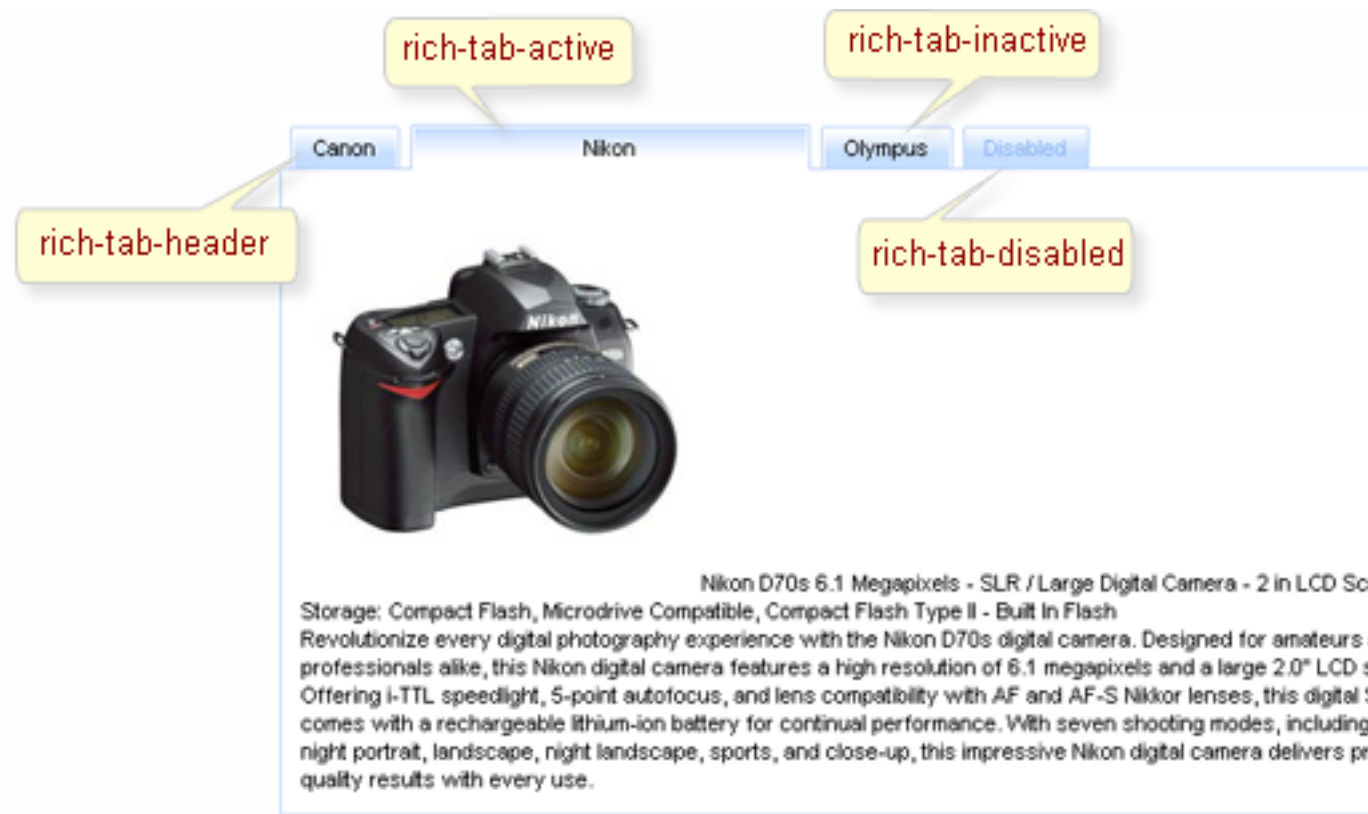 rich-tab-active
rich-tab-inactive
Canon Nikon Olympus Disabled
rich-tab-header
rich-tab-disabled
Nikon
Nikon D70s 6.1 Megapixels - SLR / Large Digital Camera - 2 in LCD Sc
Storage: Compact Flash, Microdrive Compatible, Compact Flash Type II - Built In Flash
Revolutionize every digital photography experience with the Nikon D70s digital camera. Designed for amateurs
professionals alike, this Nikon digital camera features a high resolution of 6.1 megapixels and a large 2.0" LCD s
Offering i-TTL speedlight, 5-point autofocus, and lens compatibility with AF and AF-S Nikkor lenses, this digital S
comes with a rechargeable lithium-ion battery for continual performance. With seven shooting modes, including
night portrait, landscape, night landscape, sports, and close-up, this impressive Nikon digital camera delivers pr
quality results with every use.